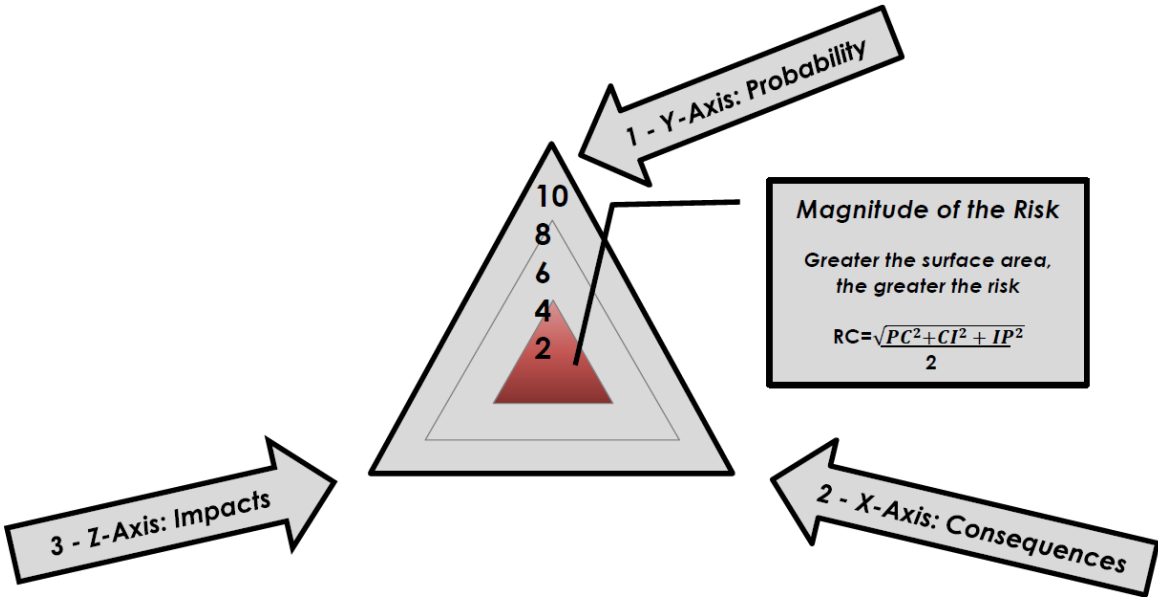 1 - Y-Axis: Probability
10
8
6
4
2
Magnitude of the Risk
Greater the surface area,
the greater the risk
RC=√PC²+CI² + IP²
2
3 - Z-Axis: Impacts
2 - X-Axis: Consequences